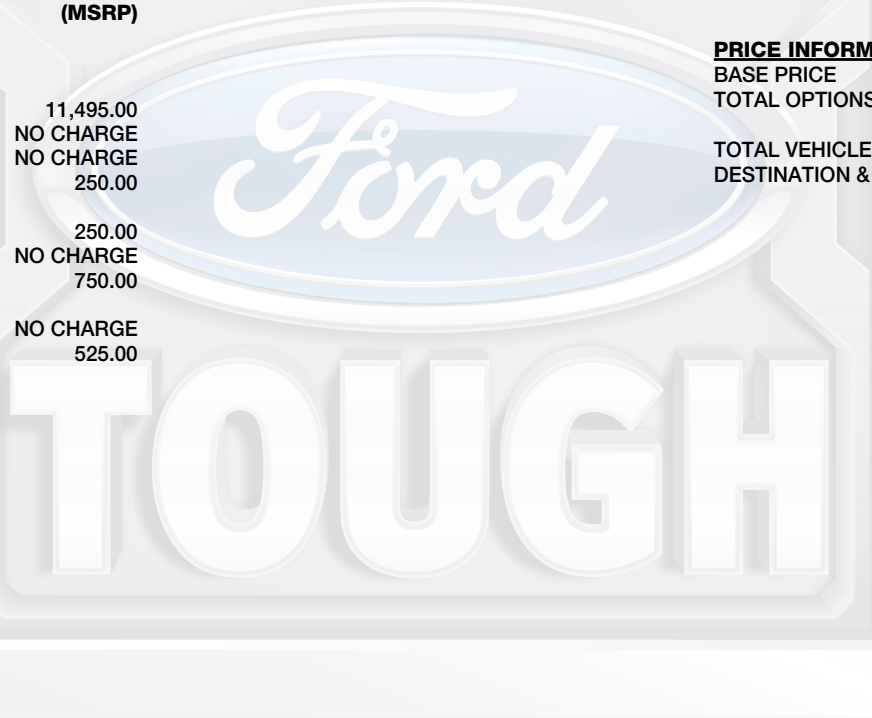 (MSRP)
11,495.00
NO CHARGE
NO CHARGE
250.00
250.00
NO CHARGE
750.00
NO CHARGE
525.00
PRICE INFORM
BASE PRICE
TOTAL OPTIONS
TOTAL VEHICLE
DESTINATION &
Ford
TOUGH